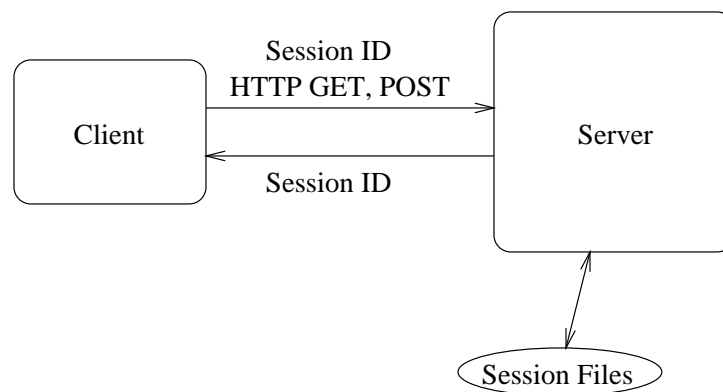 Session ID
HTTP GET, POST
Client
Server
Session ID
Session Files